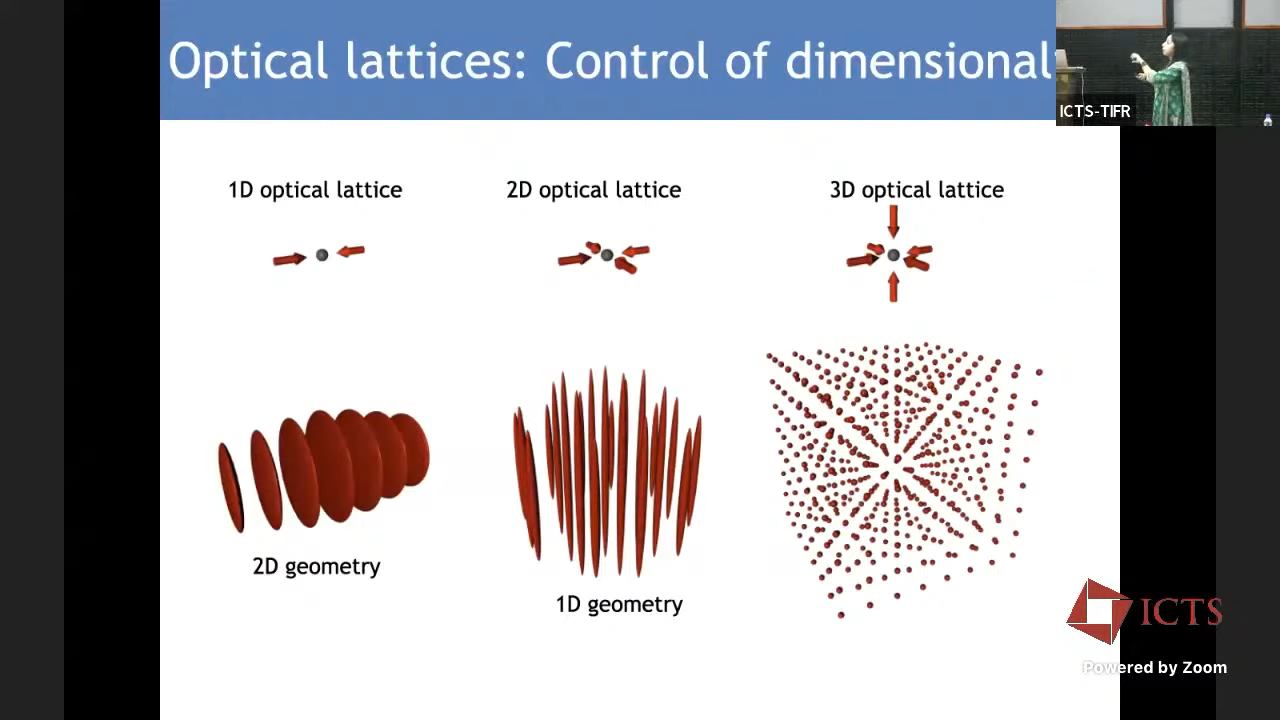 Optical lattices: Control of dimensional
ICTS-TIFR
1D optical lattice
2D optical lattice
3D optical lattice
2D geometry
1D geometry
ICTS
Powered by Zoom